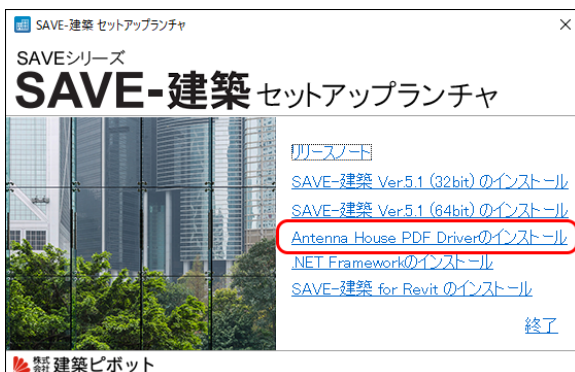 SAVE-建築 セットアップランチャ
SAVEシリーズ
SAVE-建築 セットアップランチャ
リリースノート
SAVE-建築 Ver.5.1 (32bit) のインストール
SAVE-建築 Ver.5.1 (64bit) のインストール
Antenna House PDF Driverのインストール
.NET Frameworkのインストール
SAVE-建築 for Revit のインストール
終了
株式会社 建築ピボット